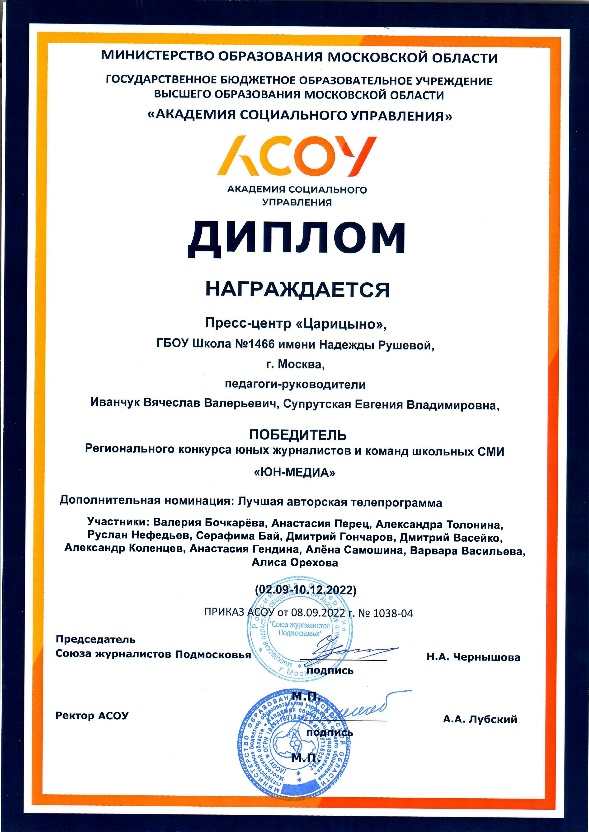 МИНИСТЕРСТВО ОБРАЗОВАНИЯ МОСКОВСКОЙ ОБЛАСТИ
ГОСУДАРСТВЕННОЕ БЮДЖЕТНОЕ ОБРАЗОВАТЕЛЬНОЕ УЧРЕЖДЕНИЕ
ВЫСШЕГО ОБРАЗОВАНИЯ МОСКОВСКОЙ ОБЛАСТИ
«АКАДЕМИЯ СОЦИАЛЬНОГО УПРАВЛЕНИЯ»
АСОУ
АКАДЕМИЯ СОЦИАЛЬНОГО
УПРАВЛЕНИЯ
ДИПЛОМ
НАГРАЖДАЕТСЯ
Пресс-центр «Царицыно»,
ГБОУ Школа №1466 имени Надежды Рушевой,
г. Москва,
педагоги-руководители
Иванчук Вячеслав Валерьевич, Супрутская Евгения Владимировна,
ПОБЕДИТЕЛЬ
Регионального конкурса юных журналистов и команд школьных СМИ
«ЮН-МЕДИА»
Дополнительная номинация: Лучшая авторская телепрограмма
Участники: Валерия Бочкарёва, Анастасия Перец, Александра Толонина,
Руслан Нефедьев, Серафима Бай, Дмитрий Гончаров, Дмитрий Васейко,
Александр Коленцев, Анастасия Гендина, Алёна Самошина, Варвара Васильева,
Алиса Орехова
(02.09-10.12.2022)
ПРИКАЗ АСОУ от 08.09.2022 г. № 1038-04
"Союз журналистов
Подмосковья"
Председатель
Союза журналистов Подмосковья
Н.А. Чернышова
подпись
М.П.
Ректор АСОУ
А.А. Лубский
подпись
М.П.